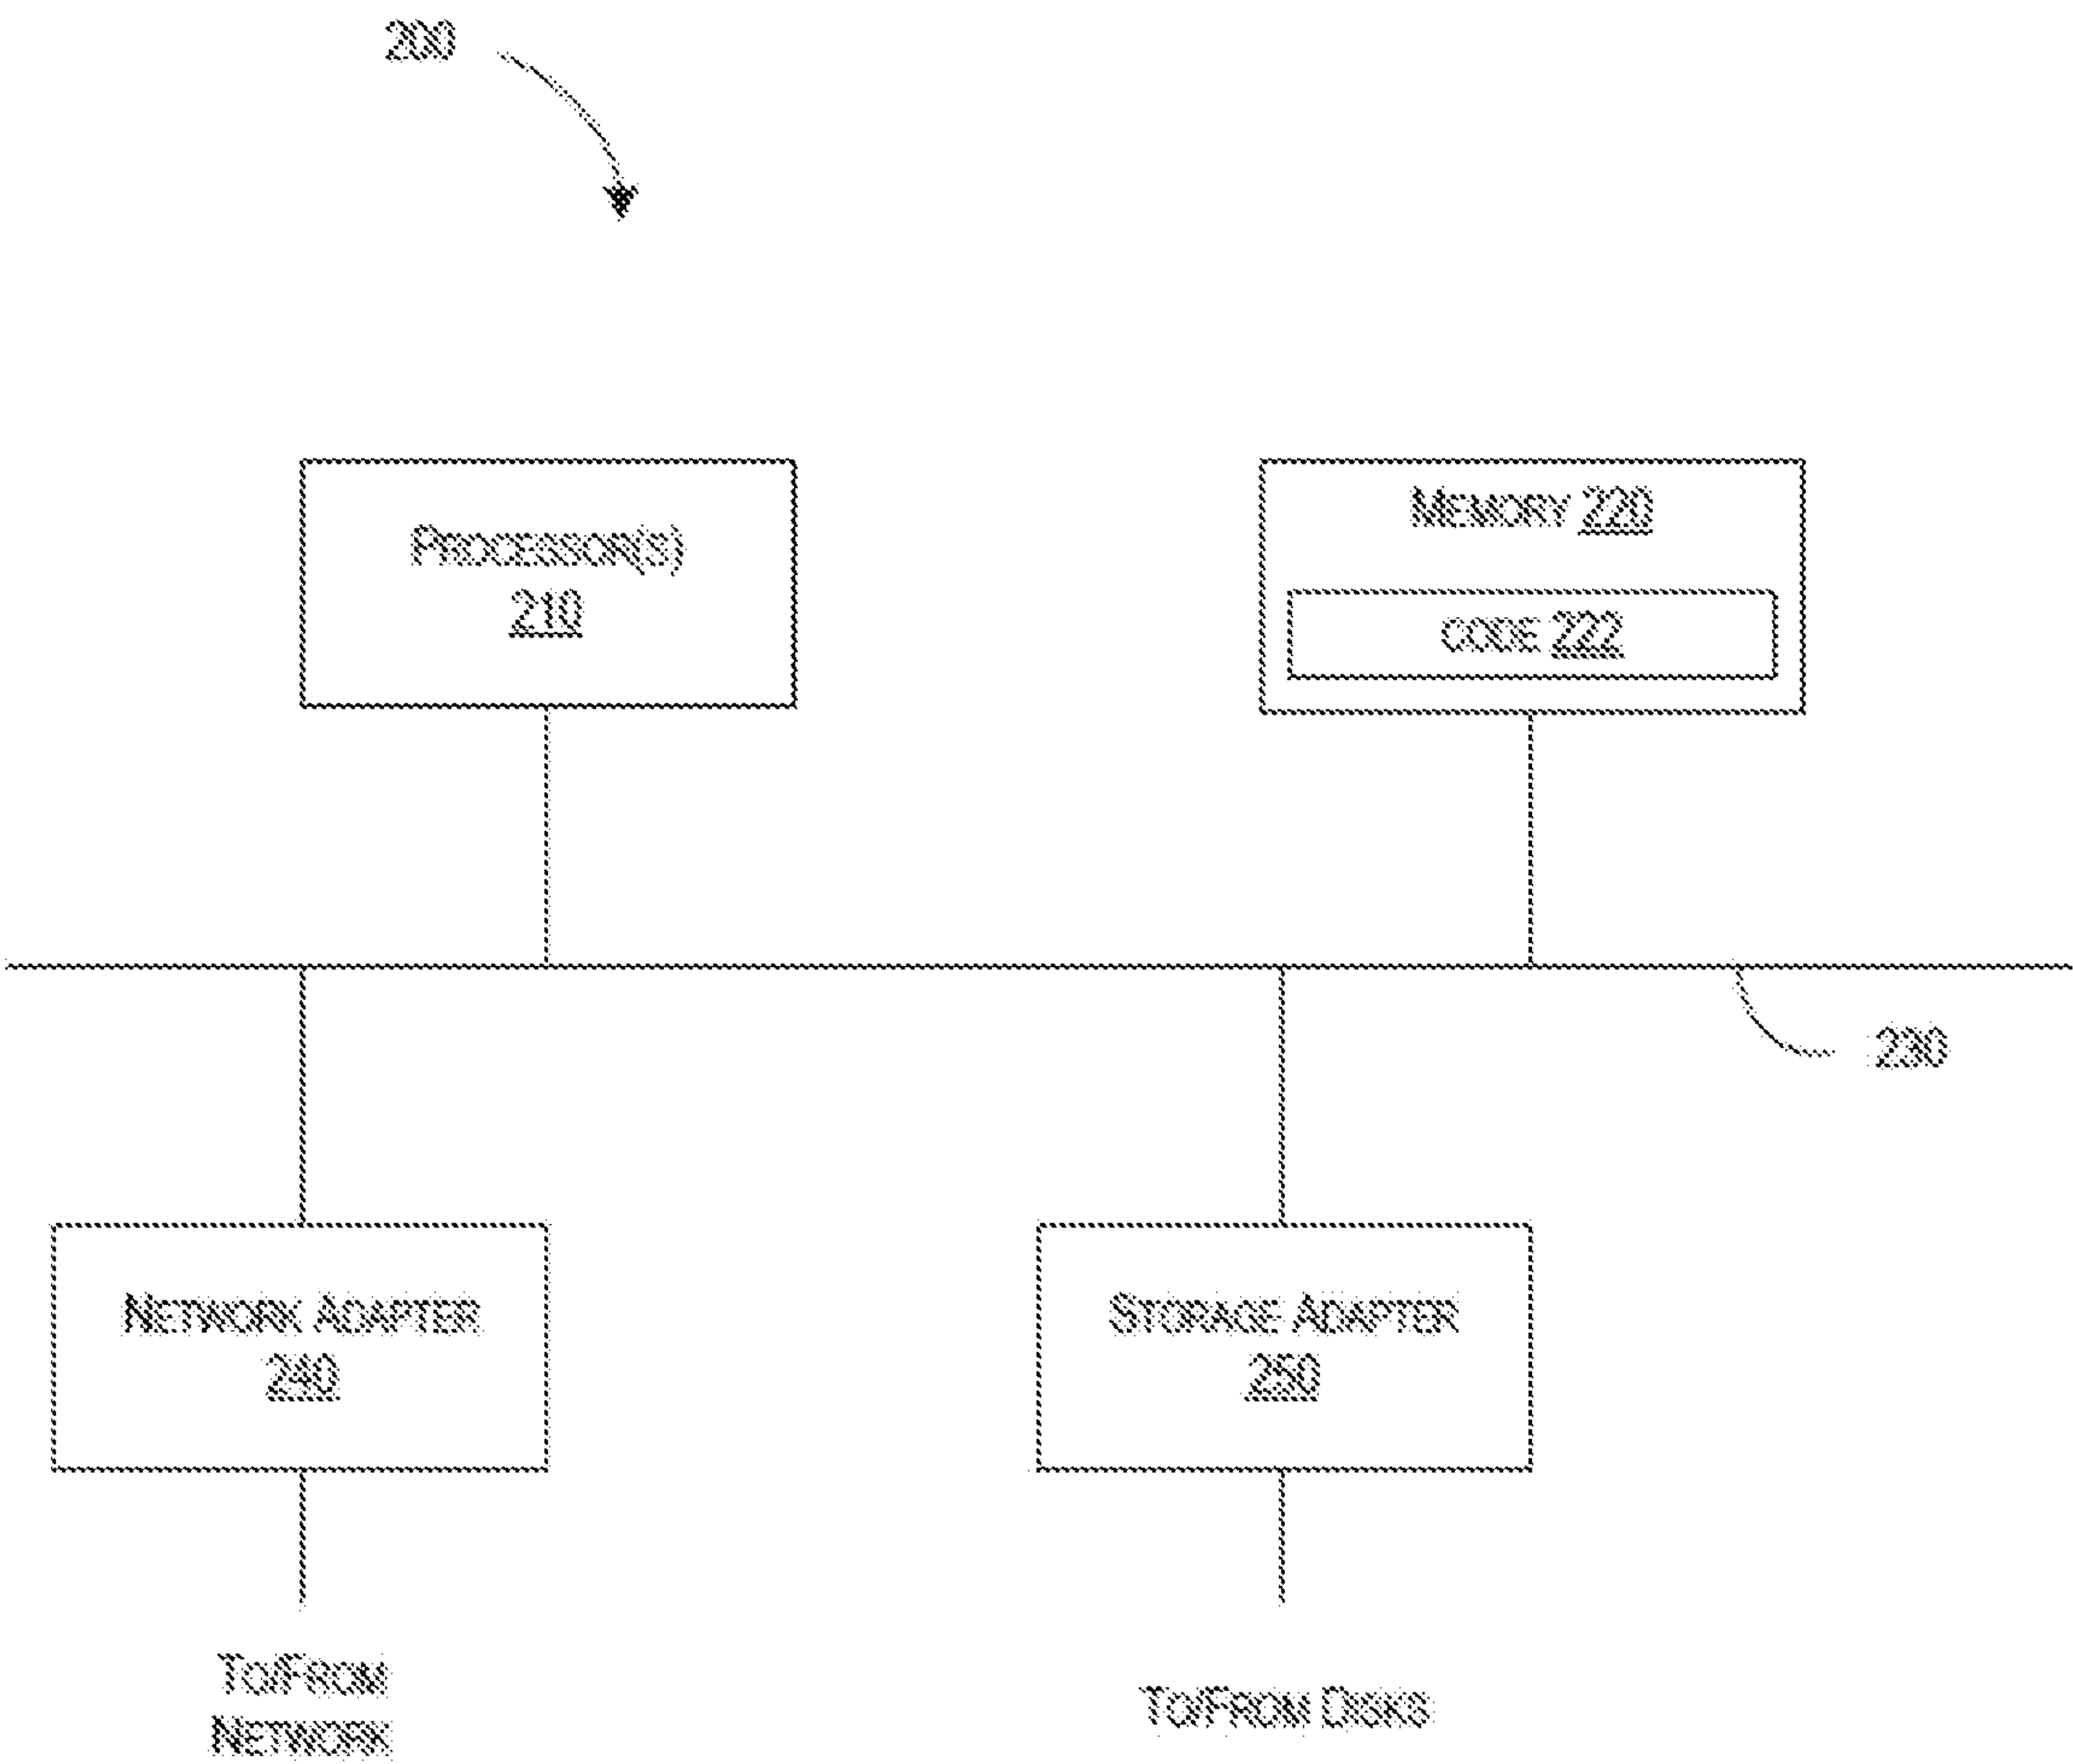 200
PROCESSOR(S)
210
MEMORY 220
CODE 222
230
NETWORK ADAPTER
240
STORAGE ADAPTER
250
TO/FROM
NETWORK
TO/FROM DISKS